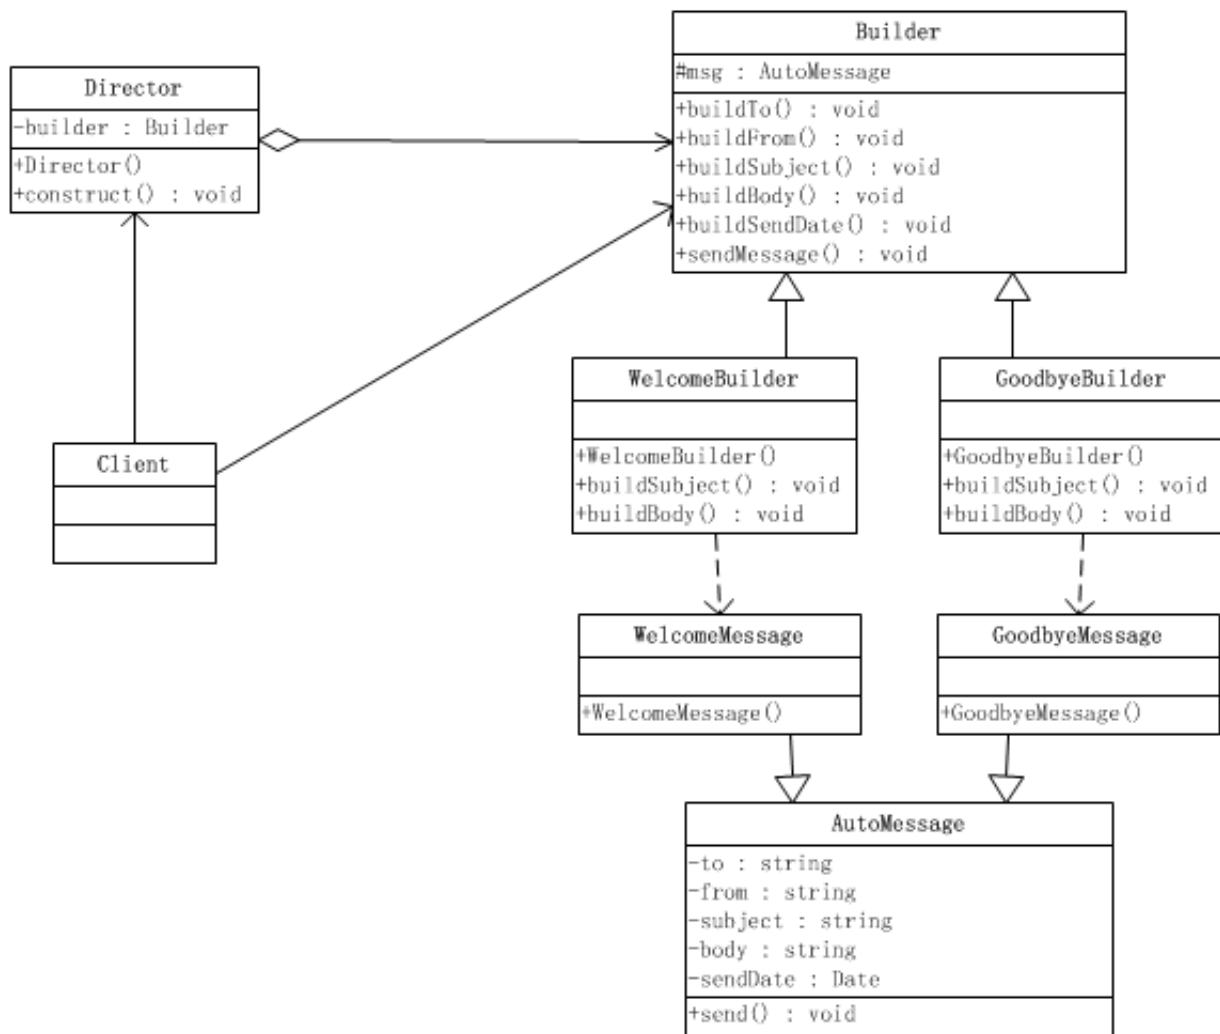 Director
-builder : Builder
+Director()
+construct() : void
Builder
#msg : AutoMessage
+buildTo() : void
+buildFrom() : void
+buildSubject() : void
+buildBody() : void
+buildSendDate() : void
+sendMessage() : void
Client
WelcomeBuilder
+WelcomeBuilder()
+buildSubject() : void
+buildBody() : void
GoodbyeBuilder
+GoodbyeBuilder()
+buildSubject() : void
+buildBody() : void
WelcomeMessage
+WelcomeMessage()
GoodbyeMessage
+GoodbyeMessage()
AutoMessage
-to : string
-from : string
-subject : string
-body : string
-sendDate : Date
+send() : void